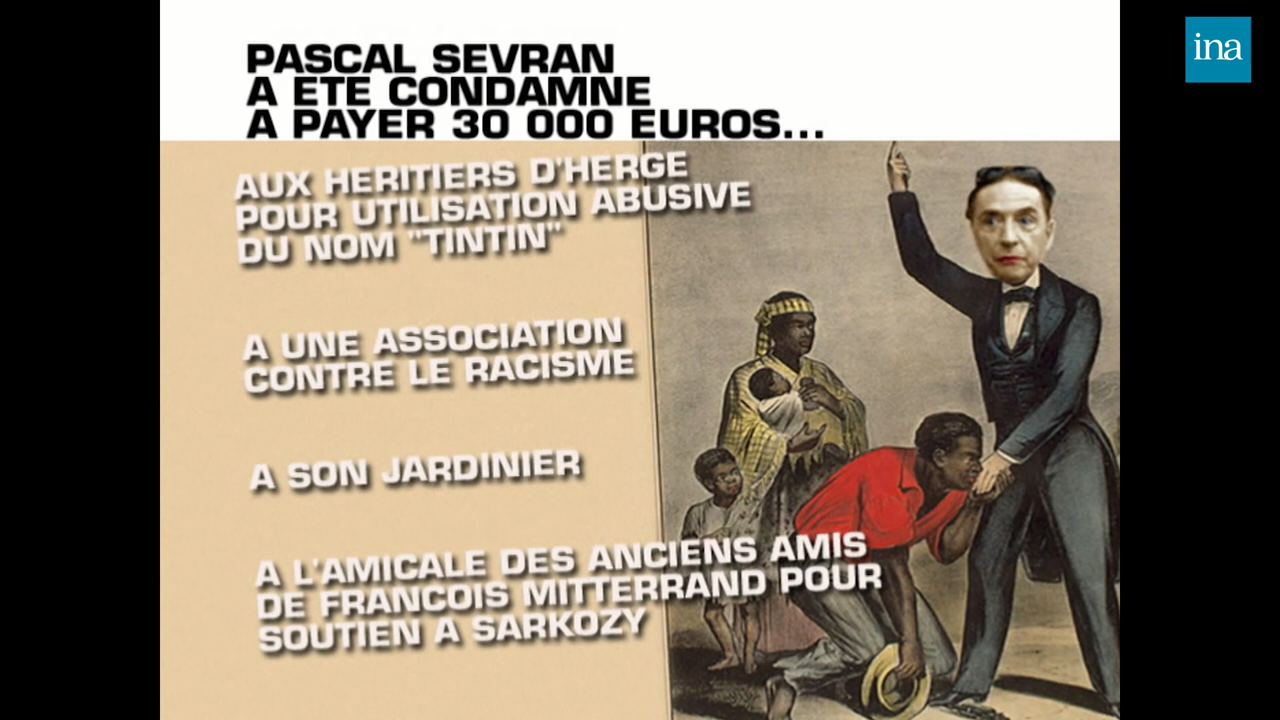 ina
PASCAL SEVRAN
A ETE CONDAMNE
A PAYER 30 000 EUROS...
AUX HERITIERS D'HERGE
POUR UTILISATION ABUSIVE
DU NOM "TINTIN"
A UNE ASSOCIATION
CONTRE LE RACISME
A SON JARDINIER
A L'AMICALE DES ANCIENS AMIS
DE FRANCOIS MITTERRAND POUR
SOUTIEN A SARKOZY